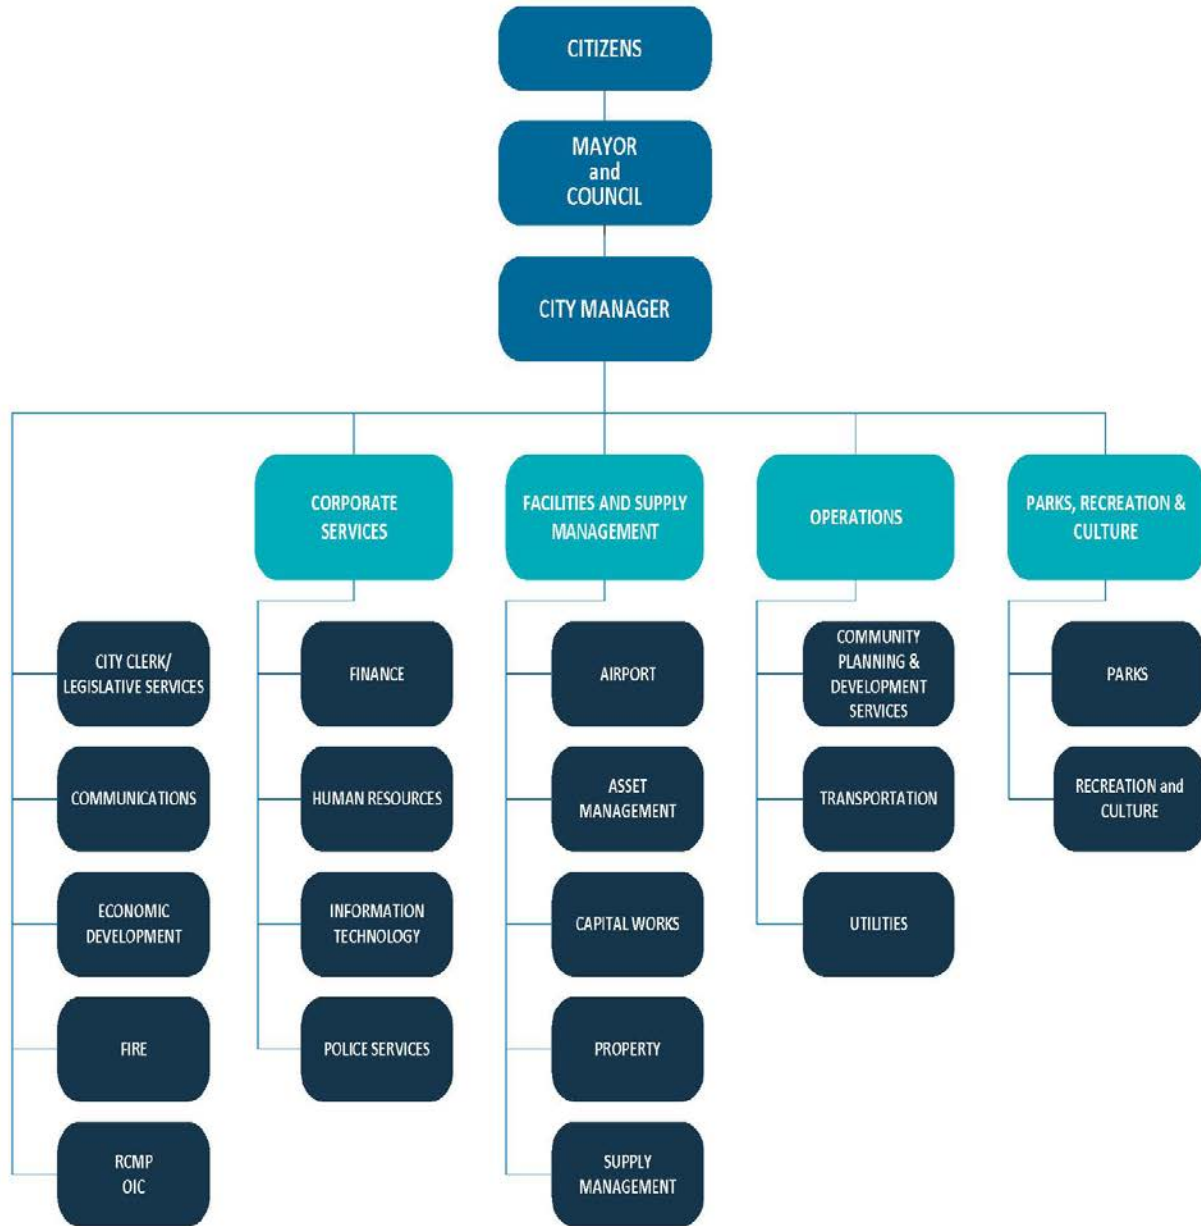 CITIZENS
MAYOR
and
COUNCIL
CITY MANAGER
CORPORATE
SERVICES
FACILITIES AND SUPPLY
MANAGEMENT
OPERATIONS
PARKS, RECREATION &
CULTURE
CITY CLERK/
LEGISLATIVE SERVICES
COMMUNICATIONS
ECONOMIC
DEVELOPMENT
FIRE
RCMP
OIC
FINANCE
HUMAN RESOURCES
INFORMATION
TECHNOLOGY
POLICE SERVICES
AIRPORT
ASSET
MANAGEMENT
CAPITAL WORKS
PROPERTY
SUPPLY
MANAGEMENT
COMMUNITY
PLANNING &
DEVELOPMENT
SERVICES
TRANSPORTATION
UTILITIES
PARKS
RECREATION and
CULTURE